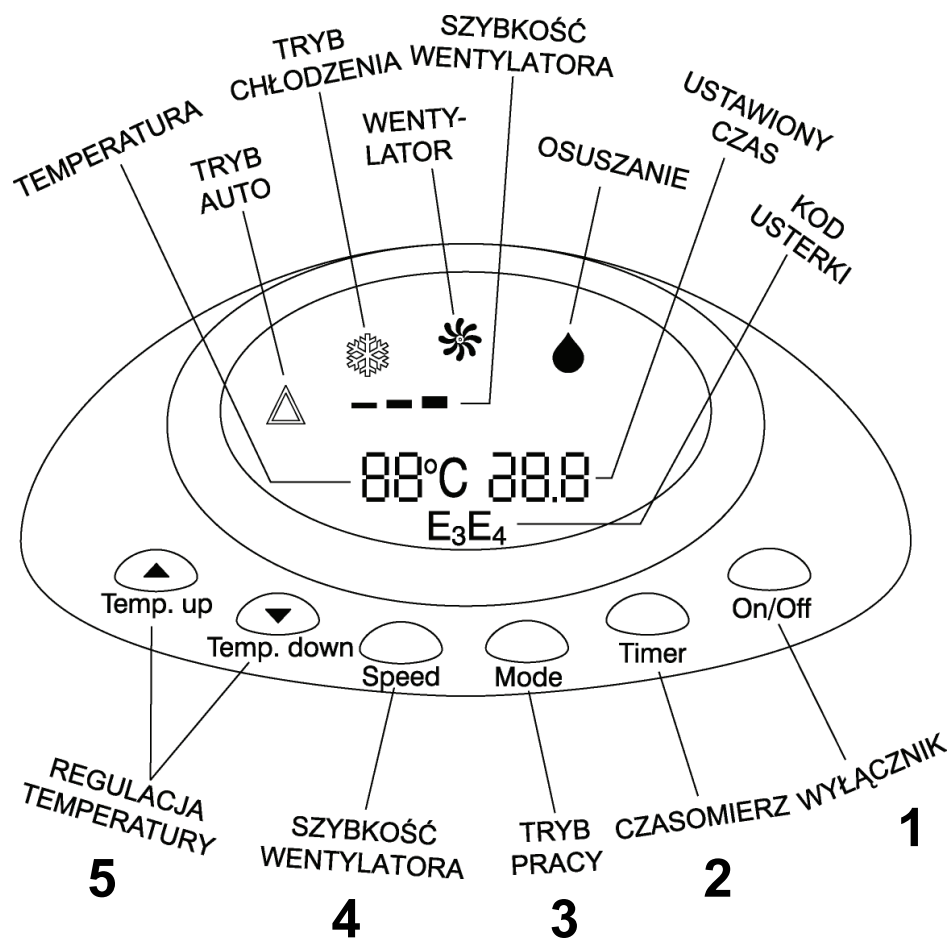 SZYBKOŚĆ
WENTYLATORA
TRYB
CHŁODZENIA
WENTY-
LATOR
USTAWIONY
CZAS
TEMPERATURA
TRYB
AUTO
OSUSZANIE
KOD
USTERKI
88°C 38.8
E3E4
Temp. up
Temp. down
Speed
Mode
Timer
On/Off
REGULACJA
TEMPERATURY
5
SZYBKOŚĆ
WENTYLATORA
4
TRYB
PRACY
3
CZASOMIERZ
2
WYŁĄCZNIK
1